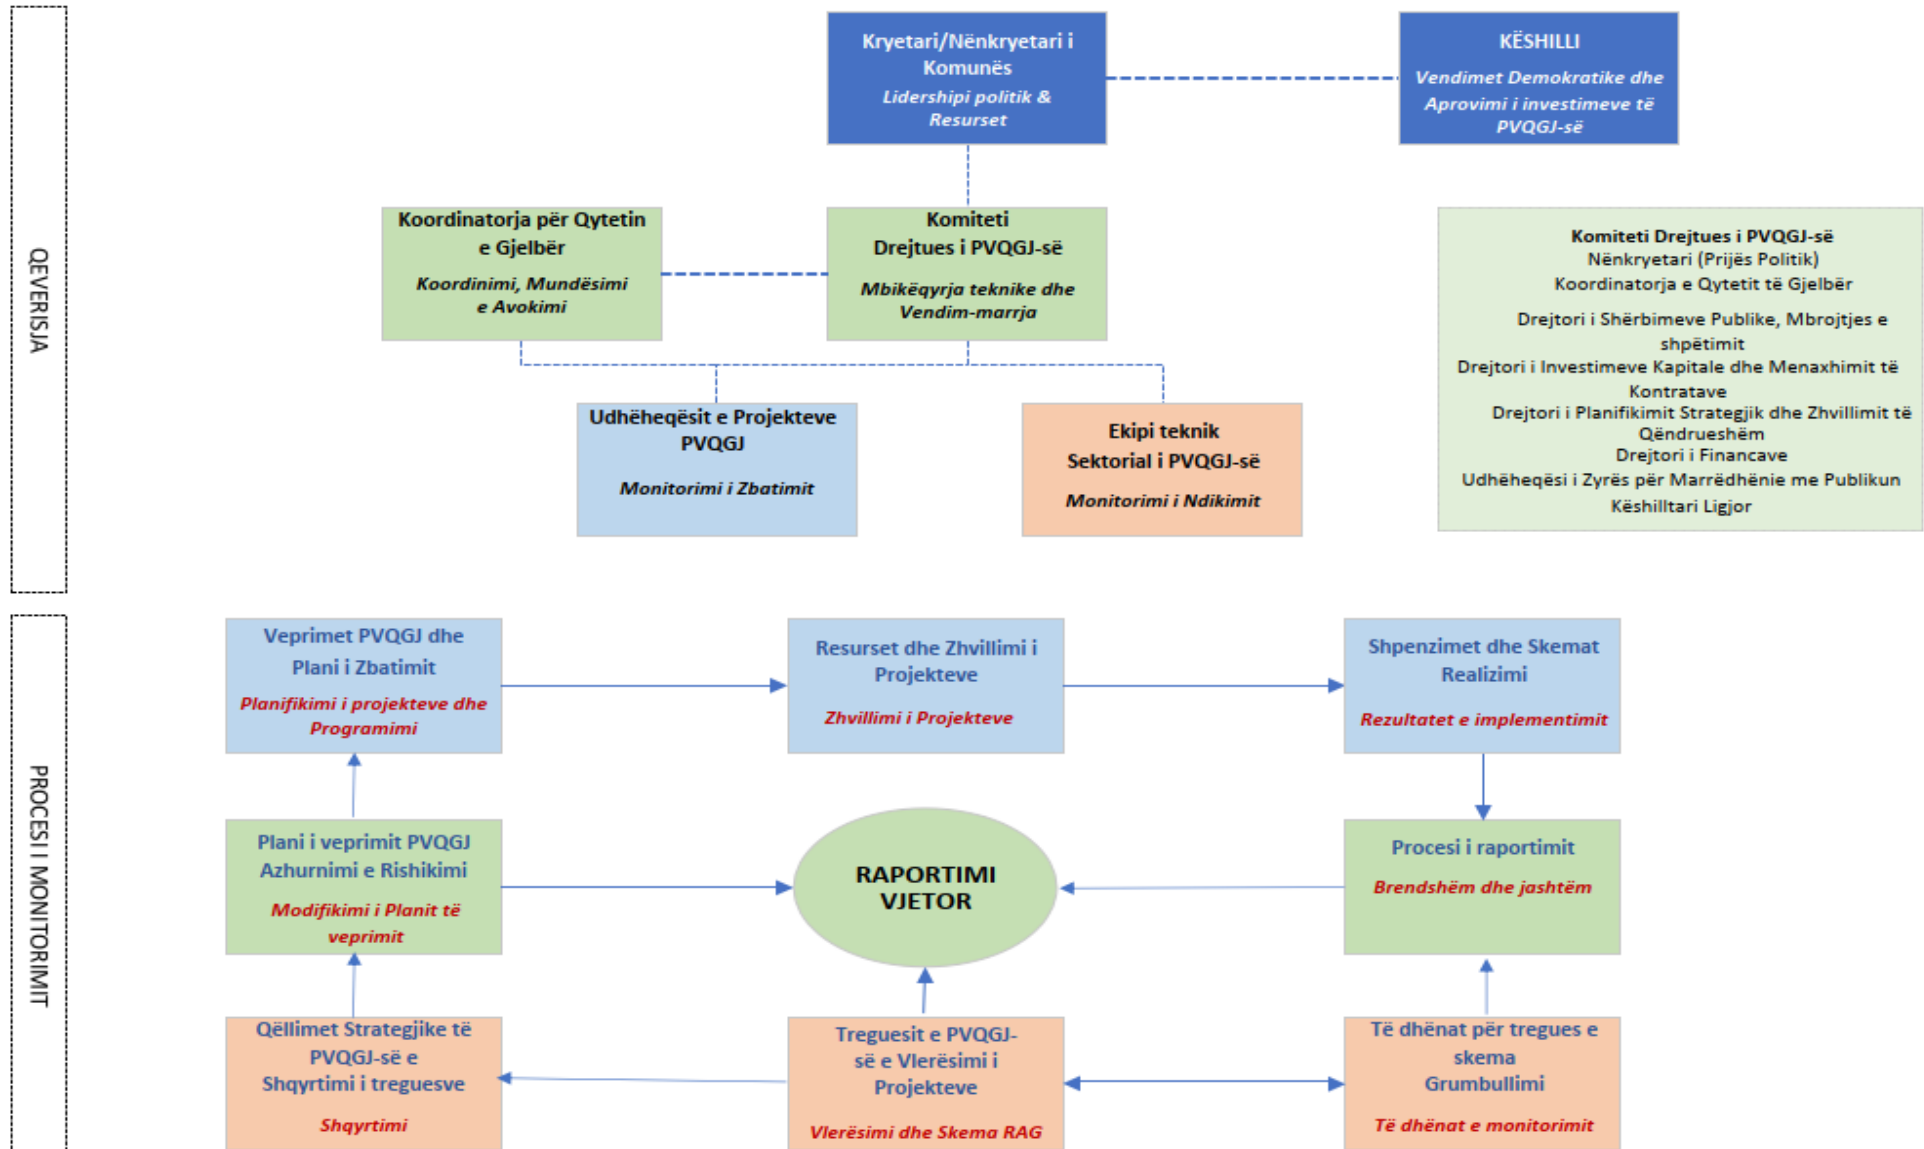 QEVERISJA
Kryetari/Nënkryetari i
Komunës
Lidershipi politik &
Resurset
KËSHILLI
Vendimet Demokratike dhe
Aprovimi i investimeve të
PVQGJ-së
Koordinatorja për Qytetin
e Gjelbër
Koordinimi, Mundësimi
e Avokimi
Komiteti
Drejtues i PVQGJ-së
Mbikëqyrja teknike dhe
Vendim-marrja
Komiteti Drejtues i PVQGJ-së
Nënkryetari (Prijës Politik)
Koordinatorja e Qytetit të Gjelbër
Drejtori i Shërbimeve Publike, Mbrojtjes e
shpëtimit
Drejtori i Investimeve Kapitale dhe Menaxhimit të
Kontratave
Drejtori i Planifikimit Strategjik dhe Zhvillimit të
Qëndrueshëm
Drejtori i Financave
Udhëheqësi i Zyrës për Marrëdhënie me Publikun
Këshilltari Ligjor
Udhëheqësit e Projekteve
PVQGJ
Monitorimi i Zbatimit
Ekipi teknik
Sektorial i PVQGJ-së
Monitorimi i Ndikimit
PROCESI I MONITORIMIT
Veprimet PVQGJ dhe
Plani i Zbatimit
Planifikimi i projekteve dhe
Programimi
Resurset dhe Zhvillimi i
Projekteve
Zhvillimi i Projekteve
Shpenzimet dhe Skemat
Realizimi
Rezultatet e implementimit
Plani i veprimit PVQGJ
Azhurnimi e Rishikimi
Modifikimi i Planit të
veprimit
RAPORTIMI
VJETOR
Procesi i raportimit
Brendshëm dhe jashtëm
Qëllimet Strategjike të
PVQGJ-së e
Shqyrtimi i treguesve
Shqyrtimi
Treguesit e PVQGJ-
së e Vlerësimi i
Projekteve
Vlerësimi dhe Skema RAG
Të dhënat për tregues e
skema
Grumbullimi
Të dhënat e monitorimit